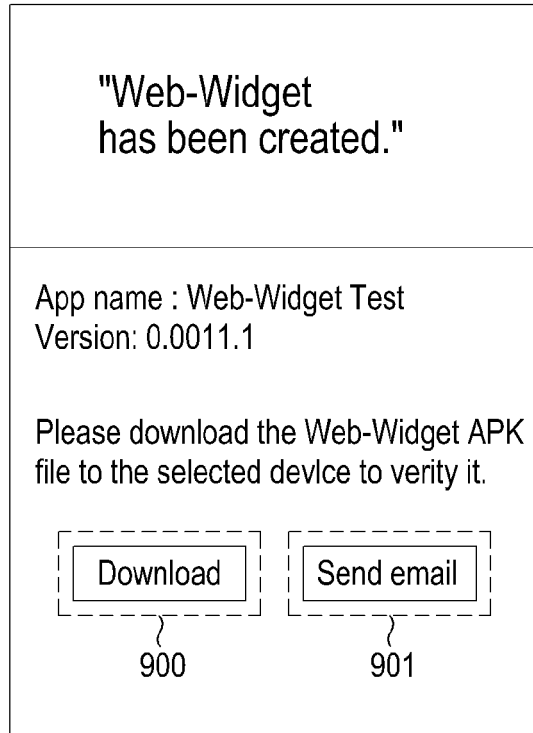 "Web-Widget
has been created."
App name : Web-Widget Test
Version: 0.0011.1
Please download the Web-Widget APK
file to the selected devlce to verity it.
Download Send email
900 901